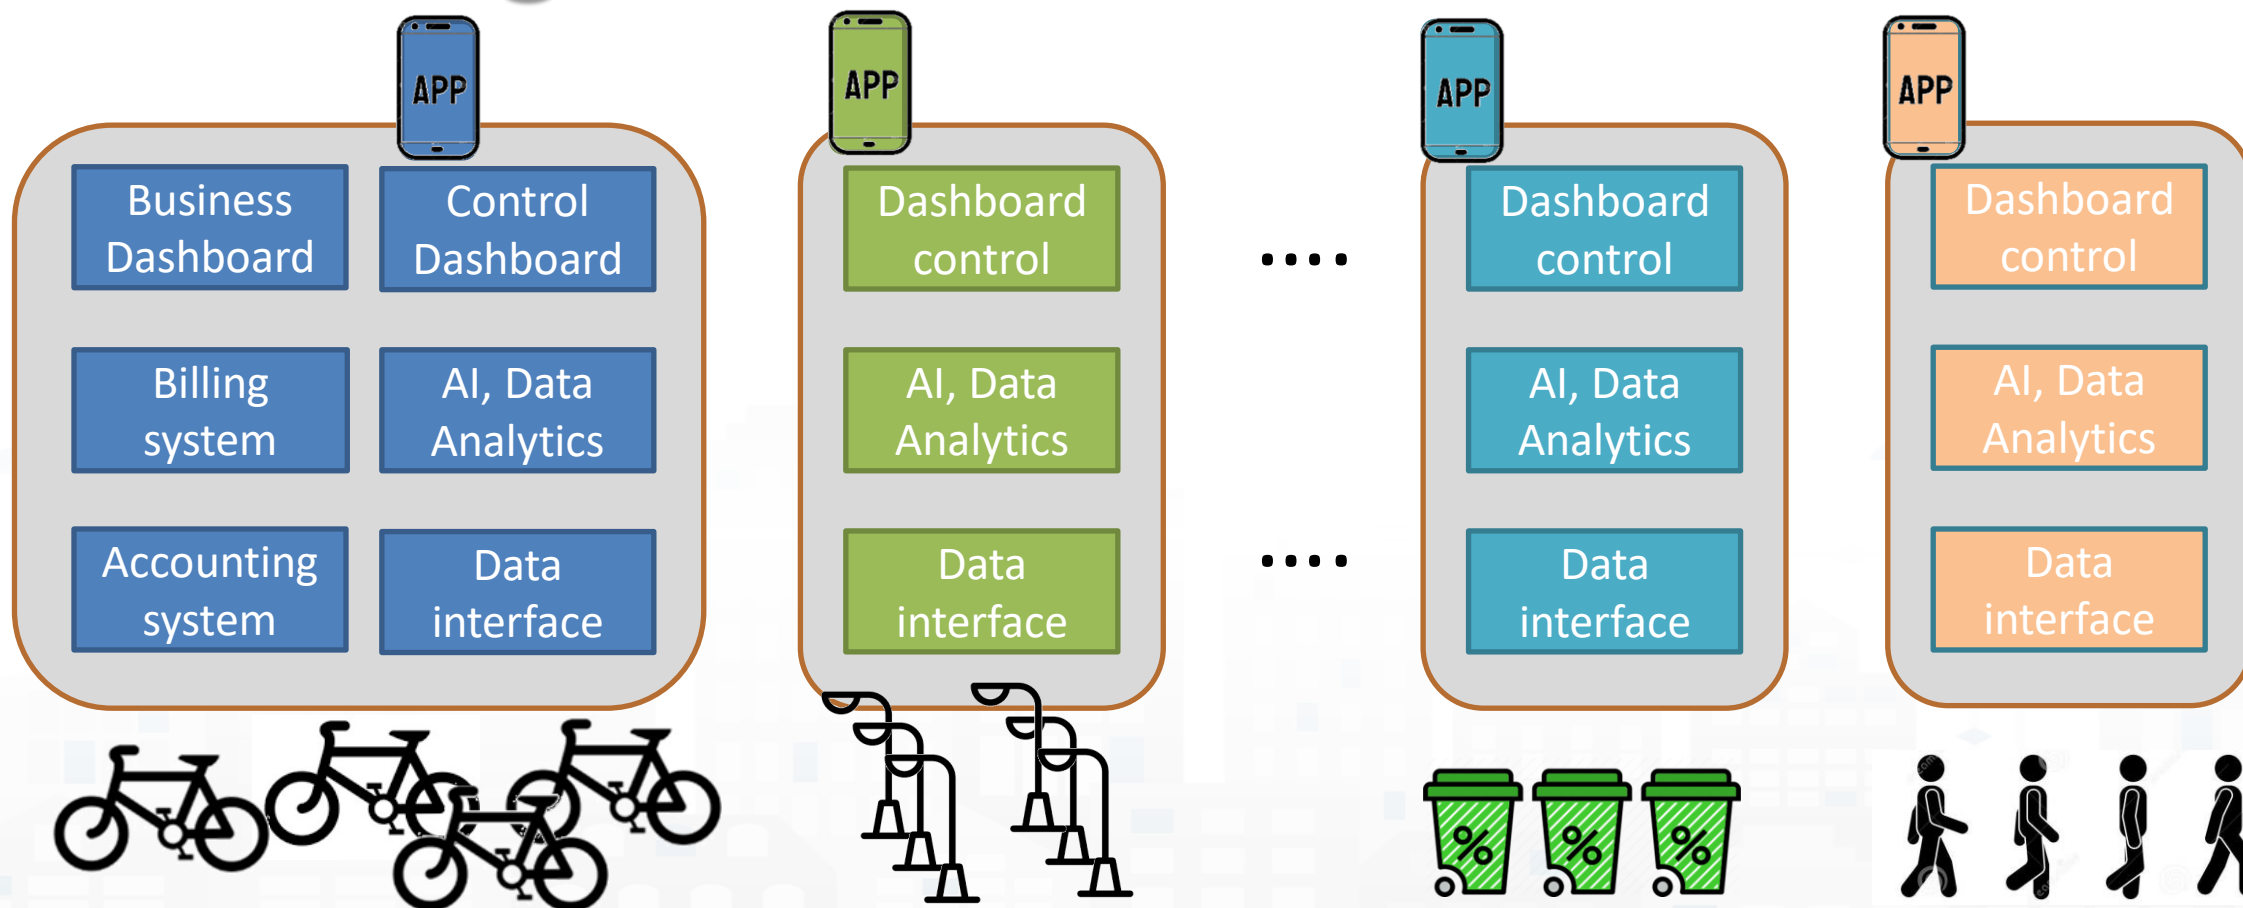 APP
APP
APP
APP
Business
Dashboard
Control
Dashboard
Dashboard
control
....
Dashboard
control
Dashboard
control
Billing
system
AI, Data
Analytics
AI, Data
Analytics
AI, Data
Analytics
AI, Data
Analytics
Accounting
system
Data
interface
Data
interface
....
Data
interface
Data
interface
%
%
%